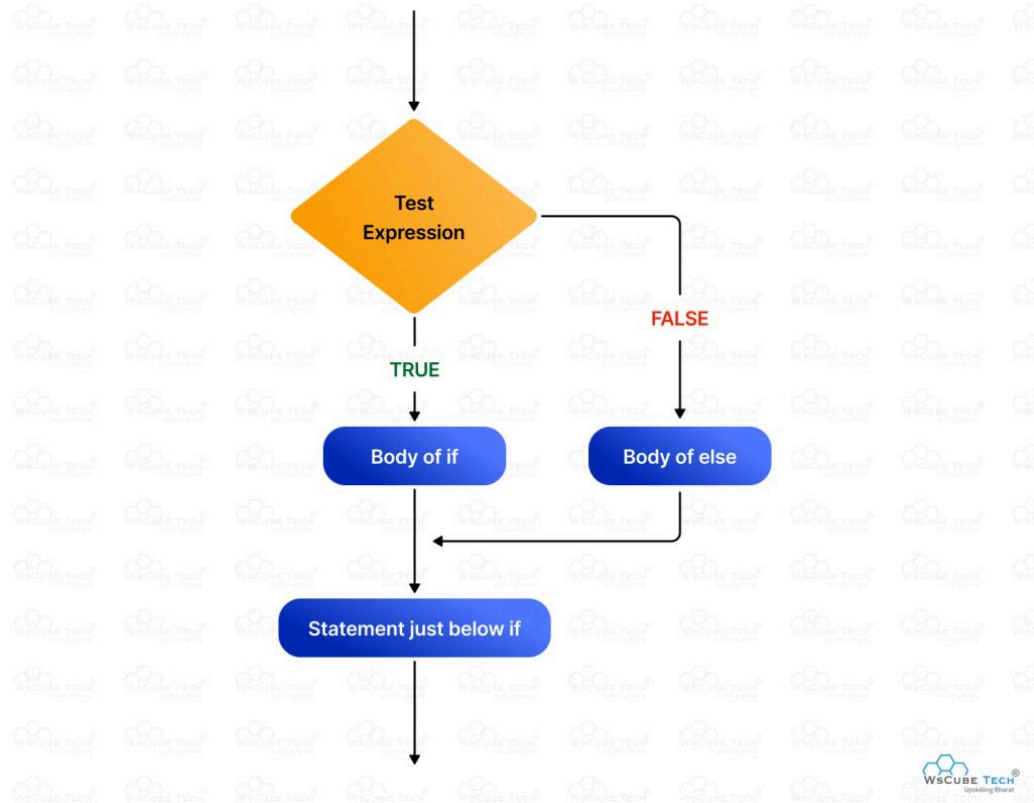 Test
Expression
FALSE
TRUE
Body of if
Body of else
Statement just below if
WsCube Tech®
Upskilling Bharat